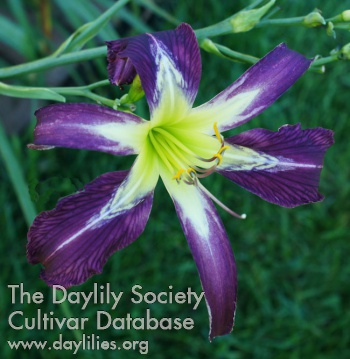 The Daylily Society
Cultivar Database
www.daylilies.org